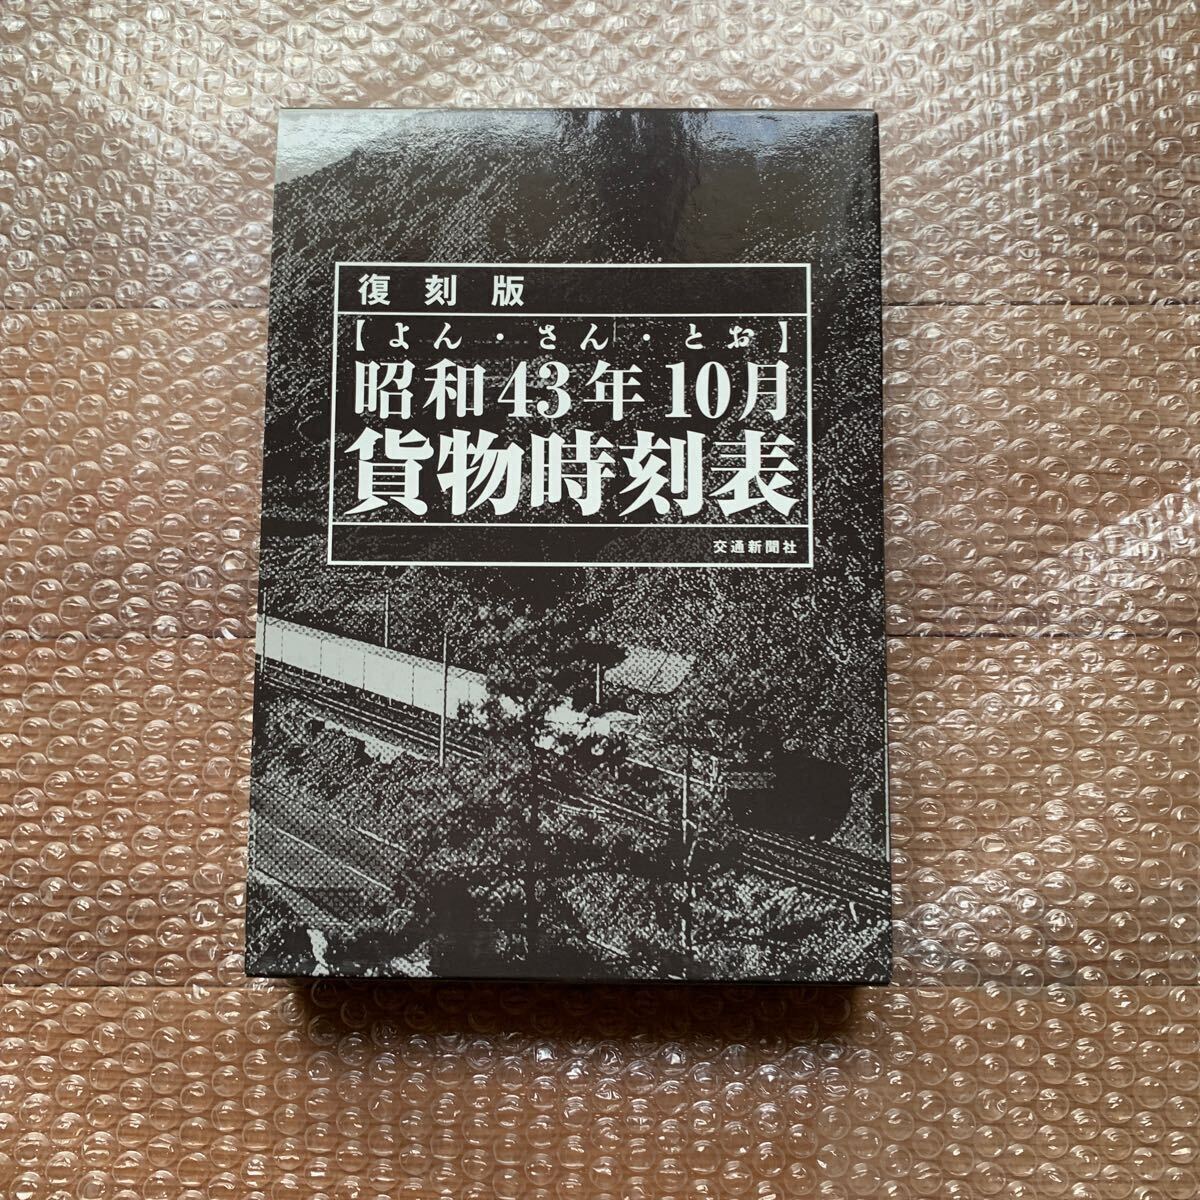 復刻版
【よん・さん・とお】
昭和43年10月
貨物時刻表
交通新聞社